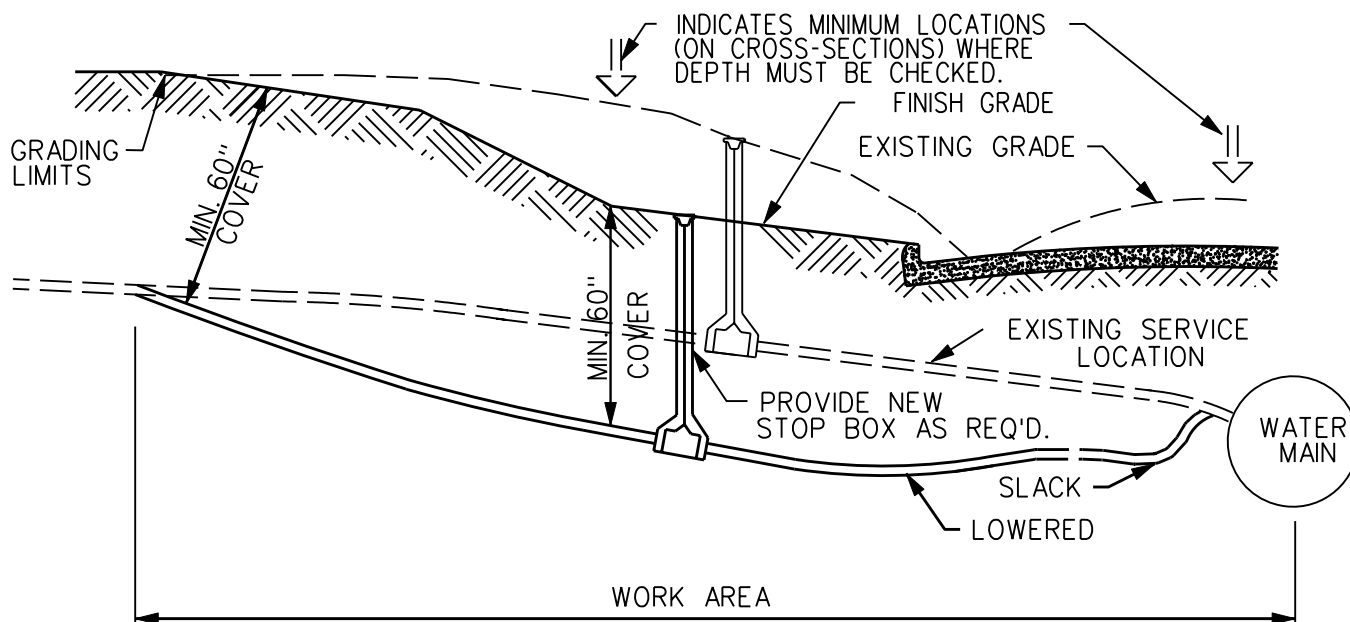 INDICATES MINIMUM LOCATIONS
(ON CROSS-SECTIONS) WHERE
DEPTH MUST BE CHECKED.
FINISH GRADE
EXISTING GRADE
GRADING
LIMITS
MIN. 60"
COVER
MIN. 60"
COVER
EXISTING SERVICE
LOCATION
PROVIDE NEW
STOP BOX AS REQ'D.
WATER
MAIN
SLACK
LOWERED
WORK AREA